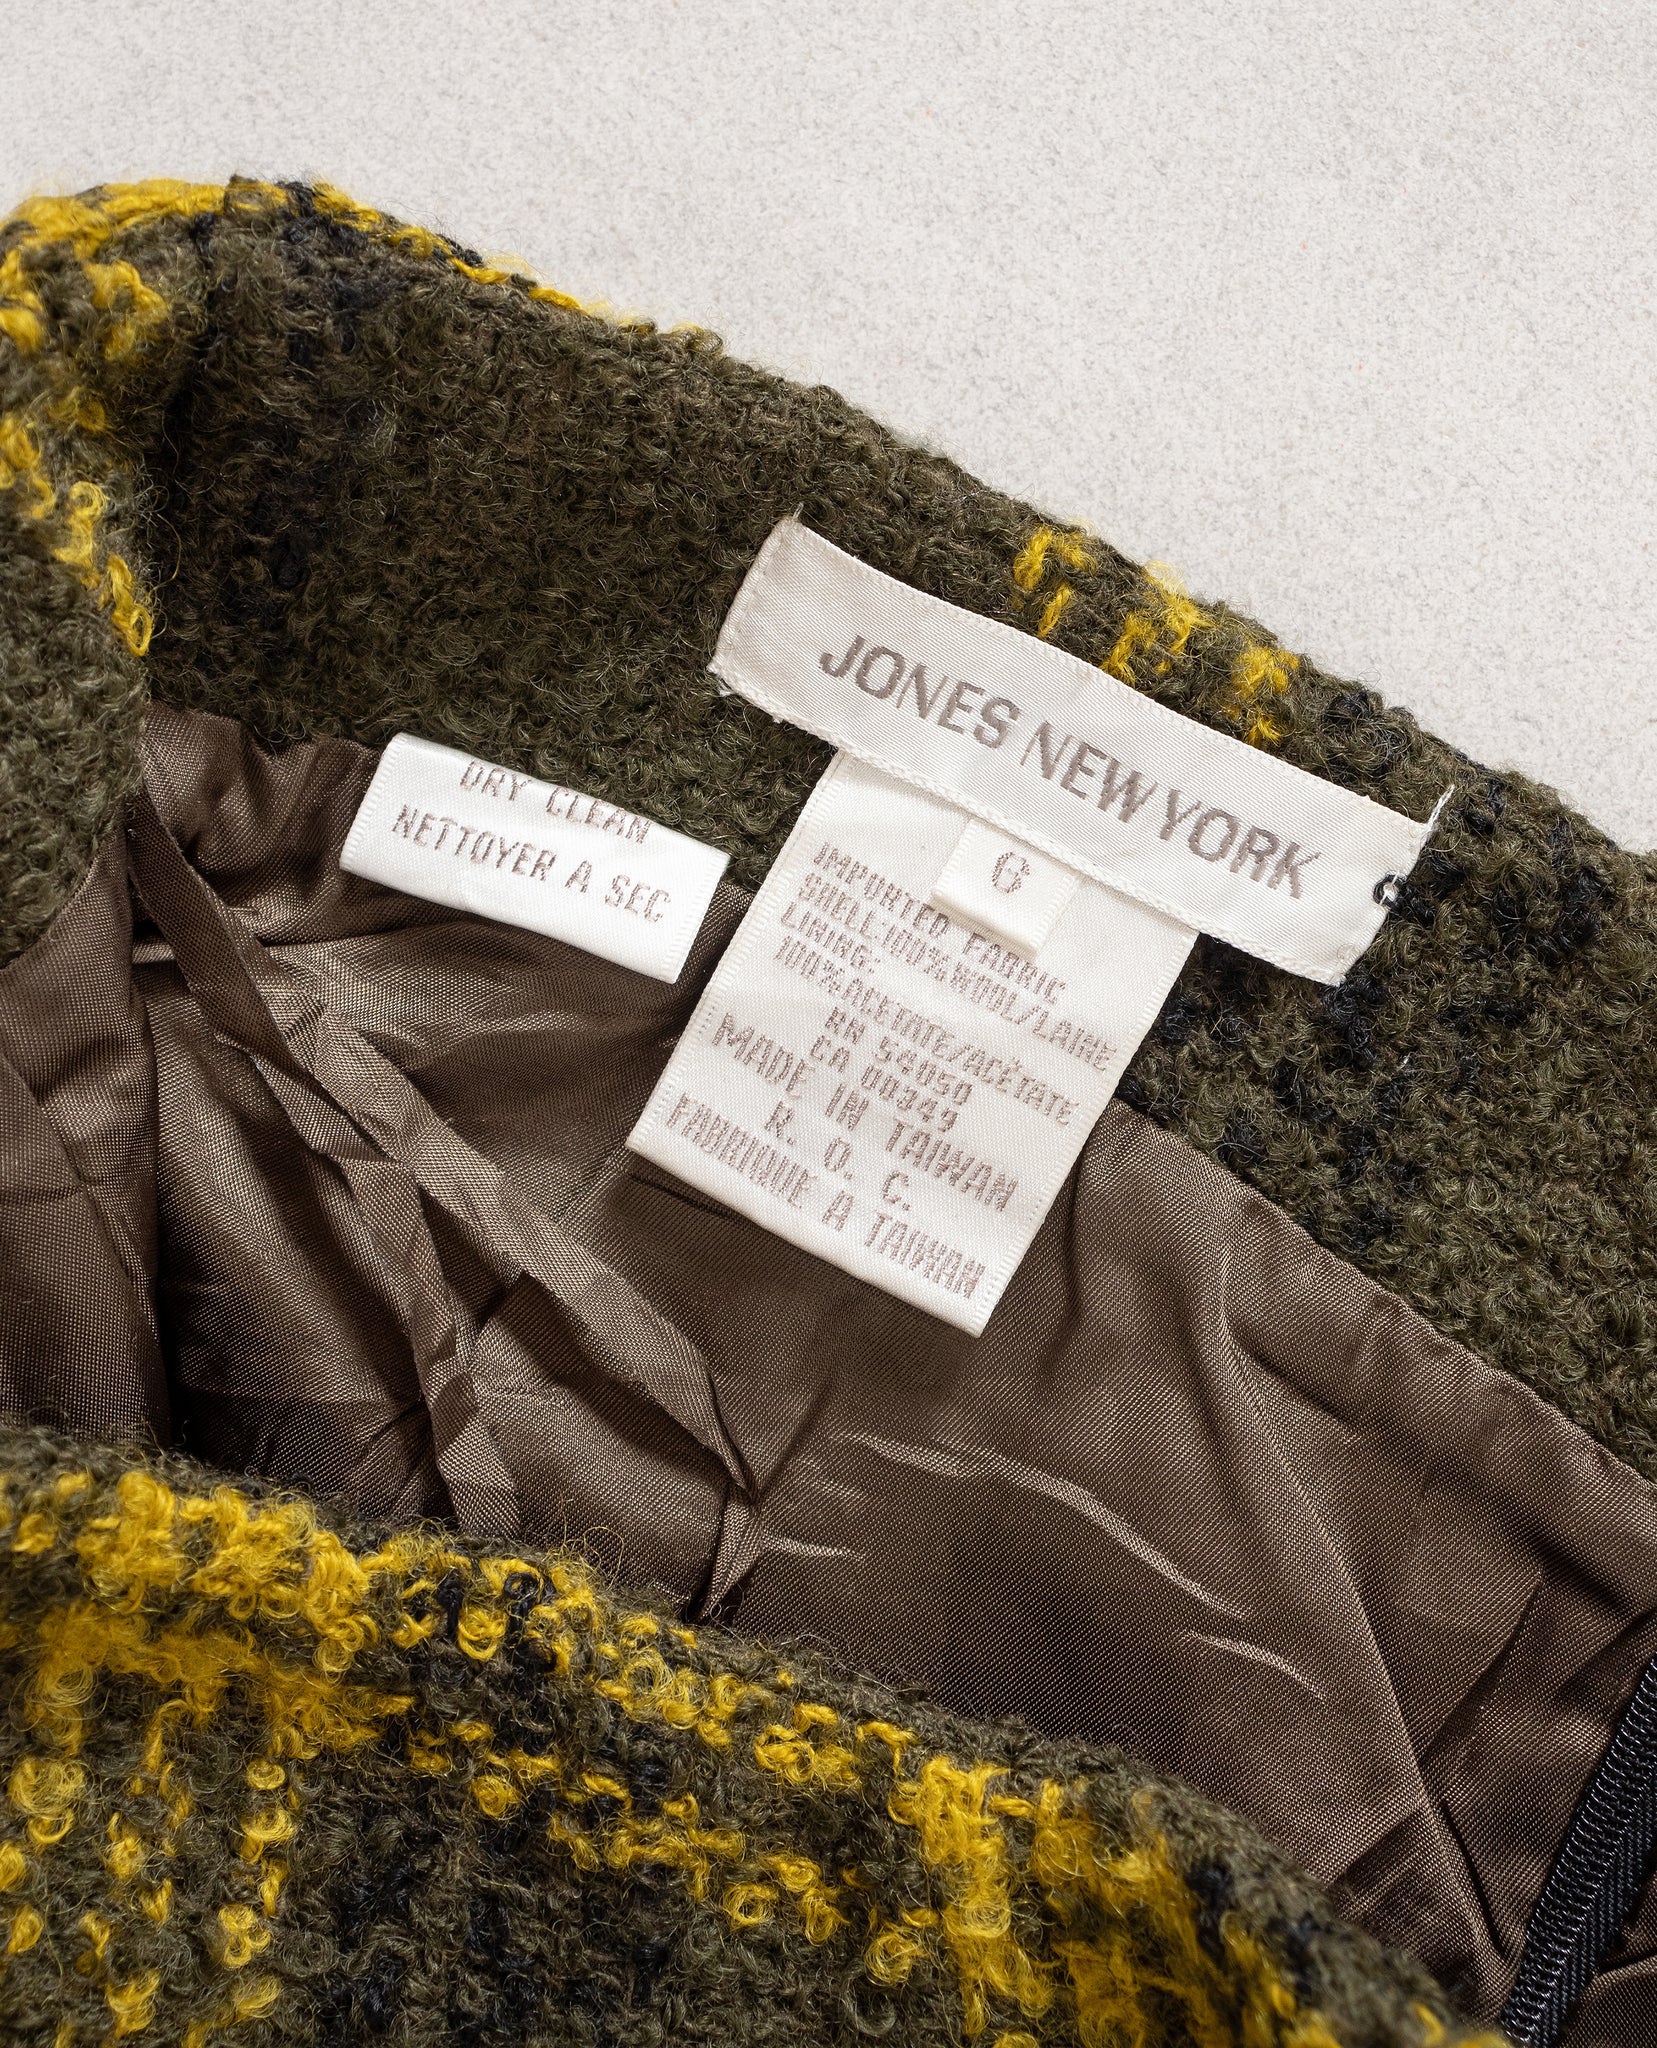 JONES NEW YORK
6
DRY CLEAN
NETTOYER A SEC
IMPORTED FABRIC
SHELL:100%WOOL/LAINE
LINING:
100%ACETATE/ACÉTATE
RN 54050
CA 00349
MADE IN TAIWAN
R. O. C.
FABRIQUE A TAIWAN